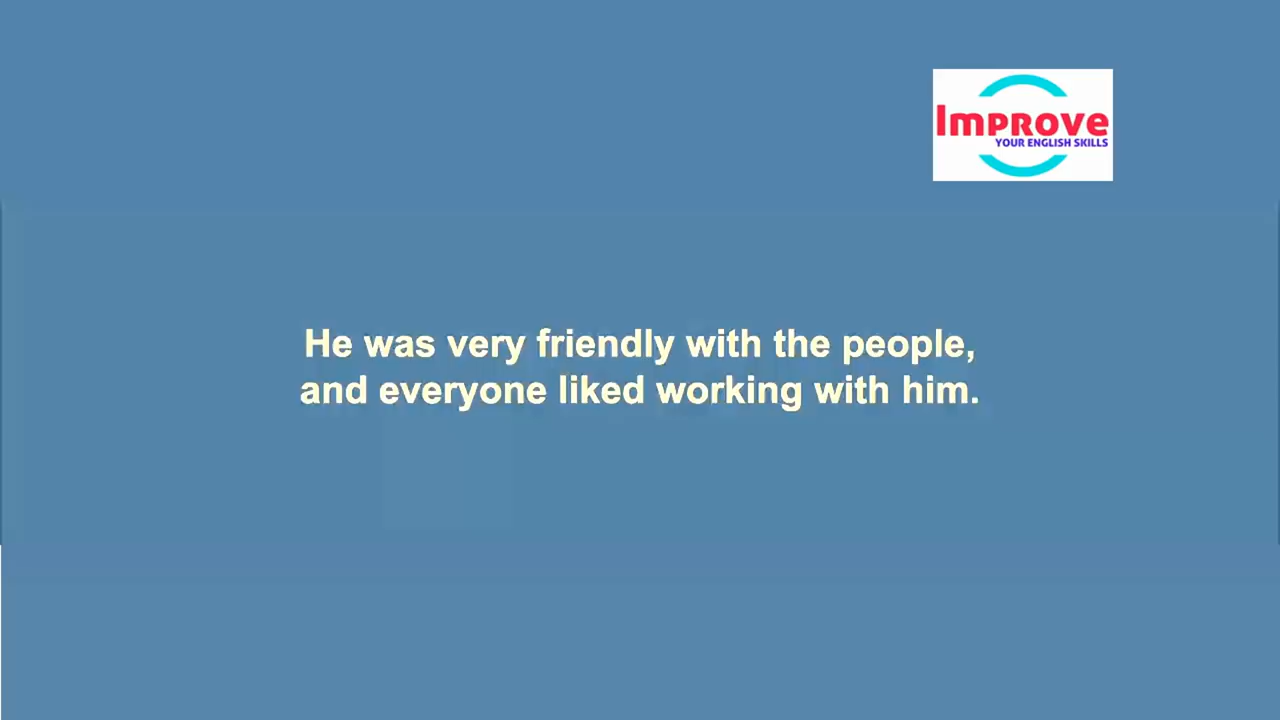 Improve
YOUR ENGLISH SKILLS
He was very friendly with the people,
and everyone liked working with him.